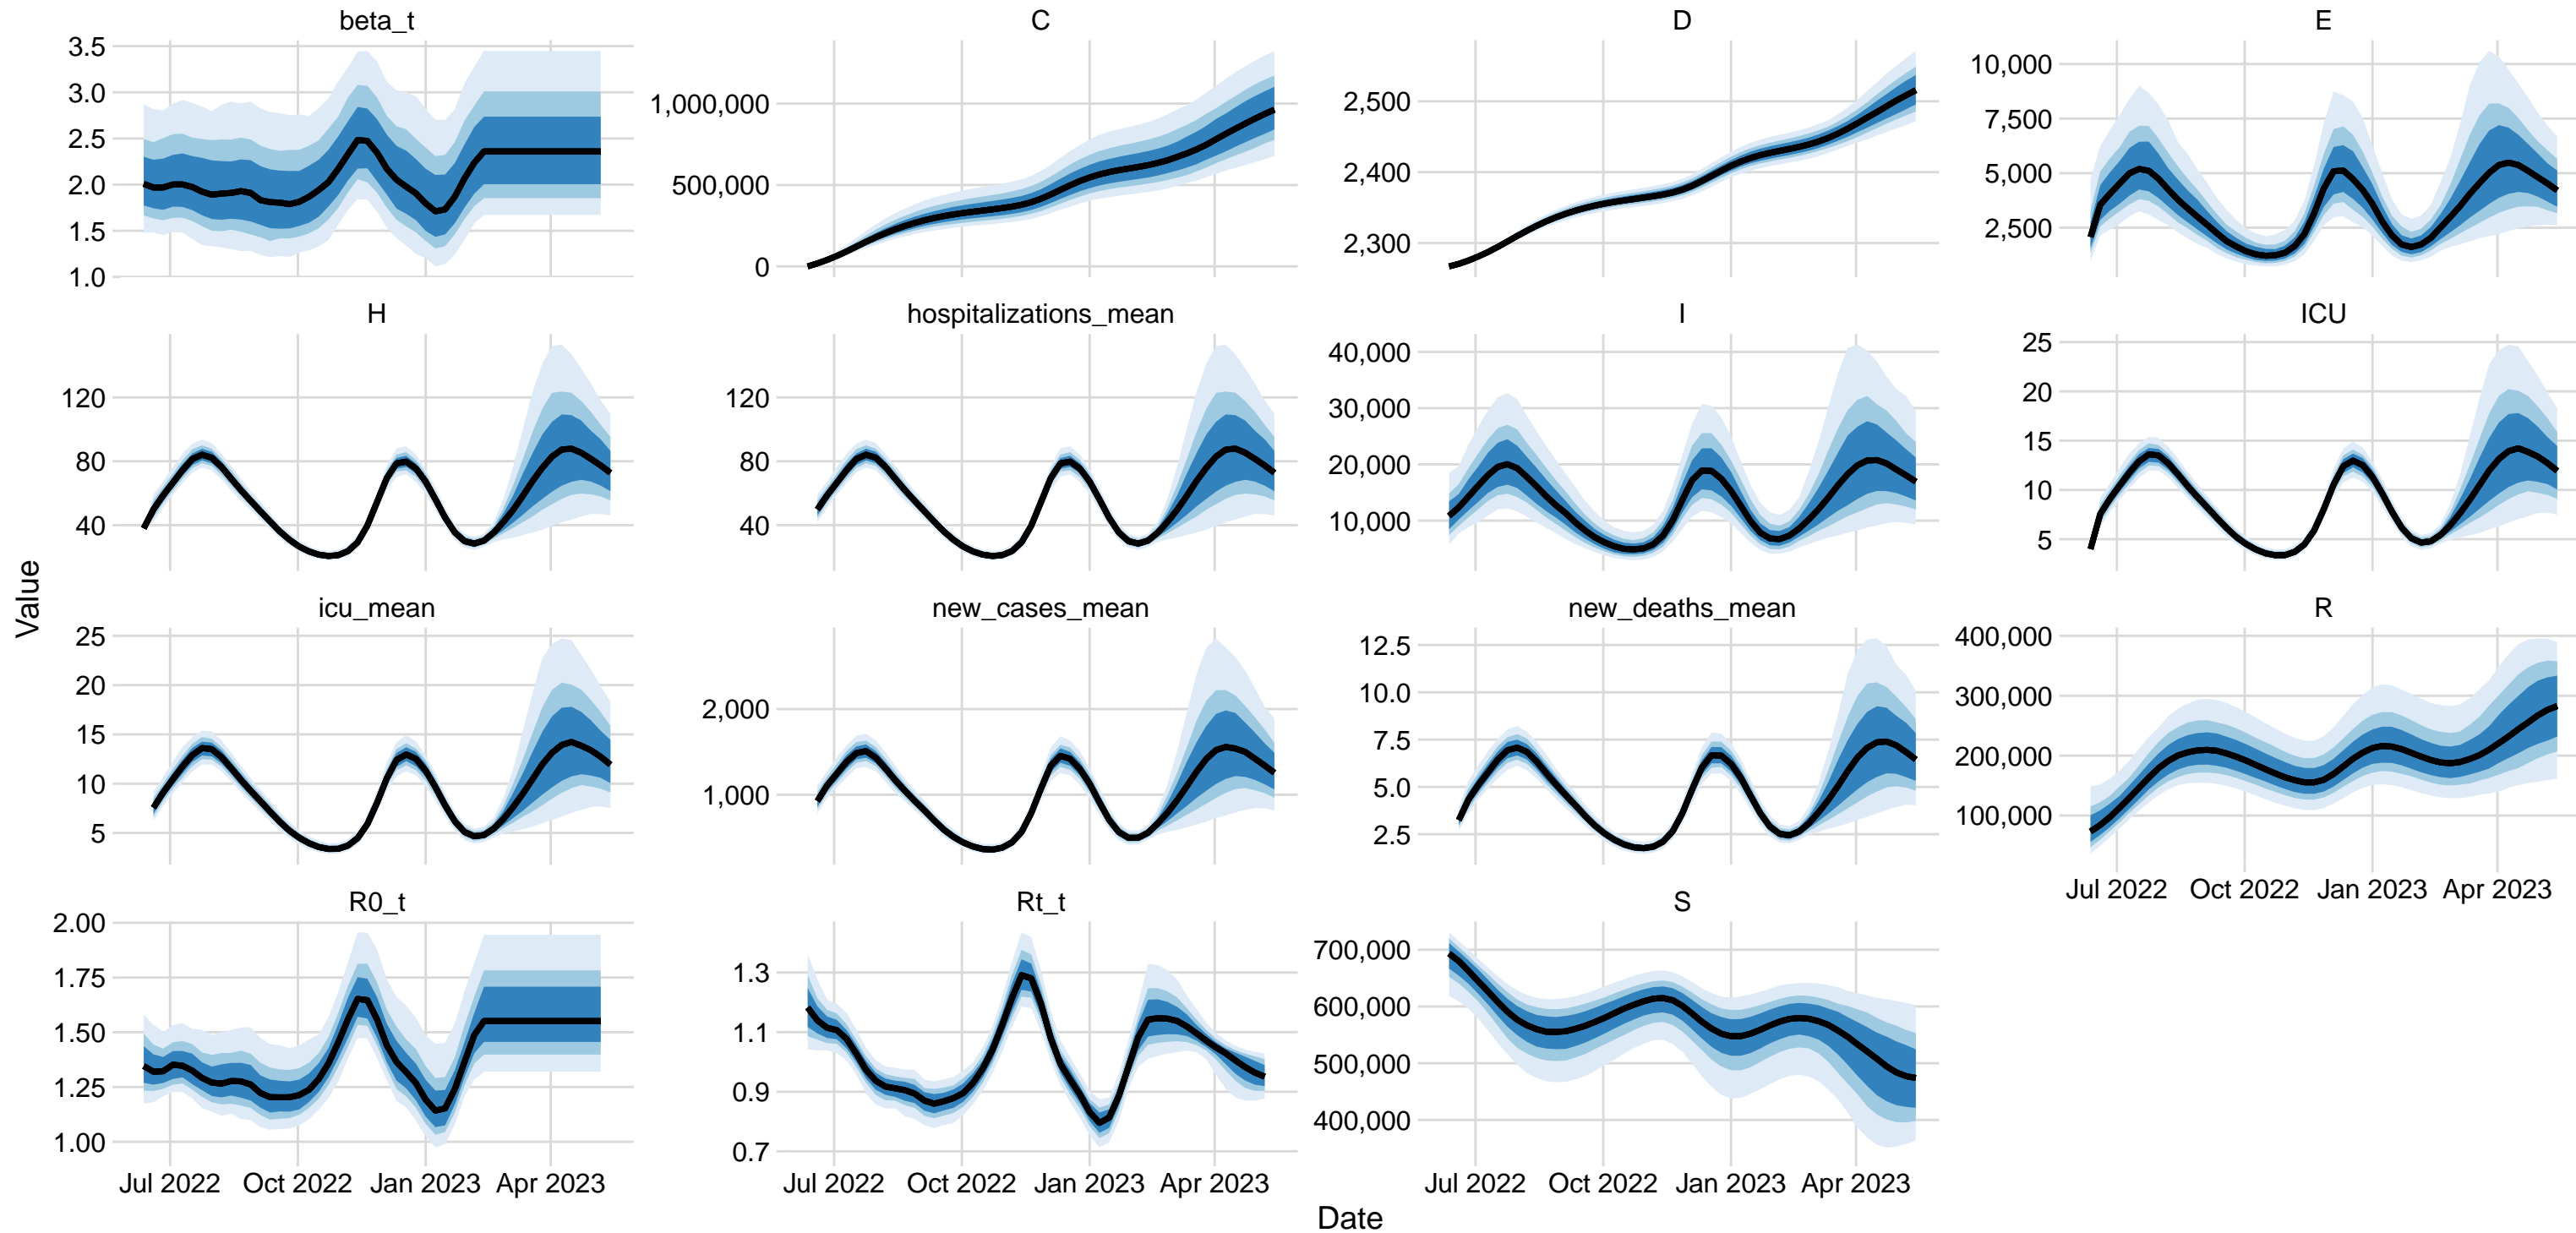 beta_t
C
D
E
3.5
3.0
2.5
2.0
1.5
1.0
1,000,000
500,000
0
2,500
2,400
2,300
10,000
7,500
5,000
2,500
H
hospitalizations_mean
I
ICU
120
80
40
120
80
40
40,000
30,000
20,000
10,000
25
20
15
10
5
Value
icu_mean
new_cases_mean
new_deaths_mean
R
25
20
15
10
5
2,000
1,000
12.5
10.0
7.5
5.0
2.5
400,000
300,000
200,000
100,000
Jul 2022 Oct 2022 Jan 2023 Apr 2023
R0_t
Rt_t
S
2.00
1.75
1.50
1.25
1.00
1.3
1.1
0.9
0.7
700,000
600,000
500,000
400,000
Jul 2022 Oct 2022 Jan 2023 Apr 2023
Jul 2022 Oct 2022 Jan 2023 Apr 2023
Jul 2022 Oct 2022 Jan 2023 Apr 2023
Date